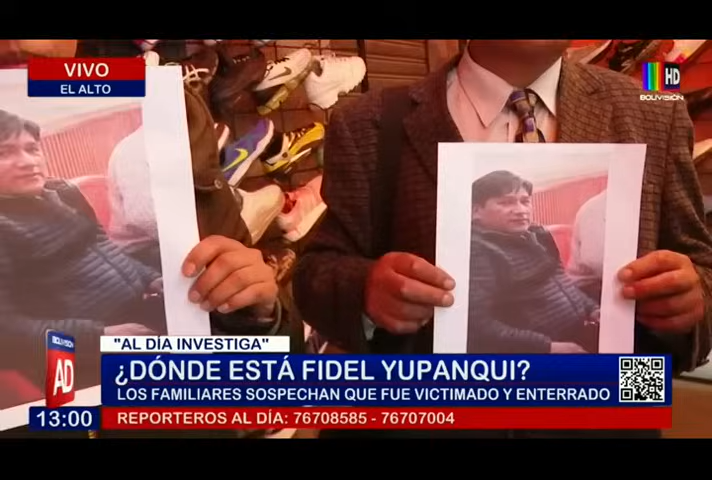 VIVO
EL ALTO
HD
BOLIVISIÓN
BOLIVISIÓN
AD
"AL DÍA INVESTIGA"
¿DÓNDE ESTÁ FIDEL YUPANQUI?
LOS FAMILIARES SOSPECHAN QUE FUE VICTIMADO Y ENTERRADO
13:00
REPORTEROS AL DÍA: 76708585 - 76707004